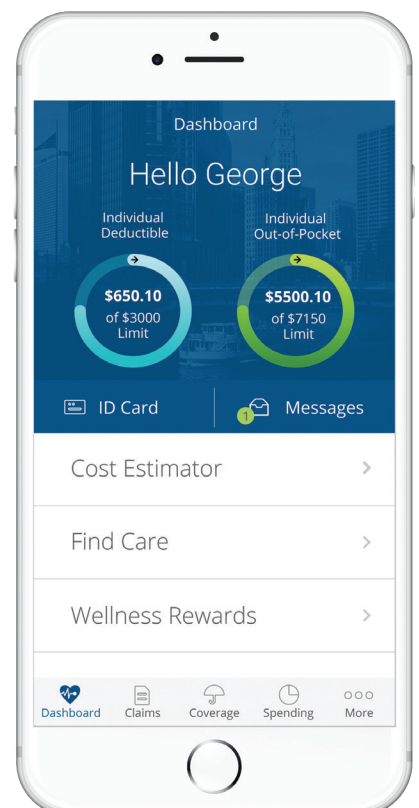 Dashboard
Hello George
Individual
Deductible
$650.10
of $3000
Limit
Individual
Out-of-Pocket
$5500.10
of $7150
Limit
ID Card
1
Messages
Cost Estimator
Find Care
Wellness Rewards
Dashboard
Claims
Coverage
Spending
More